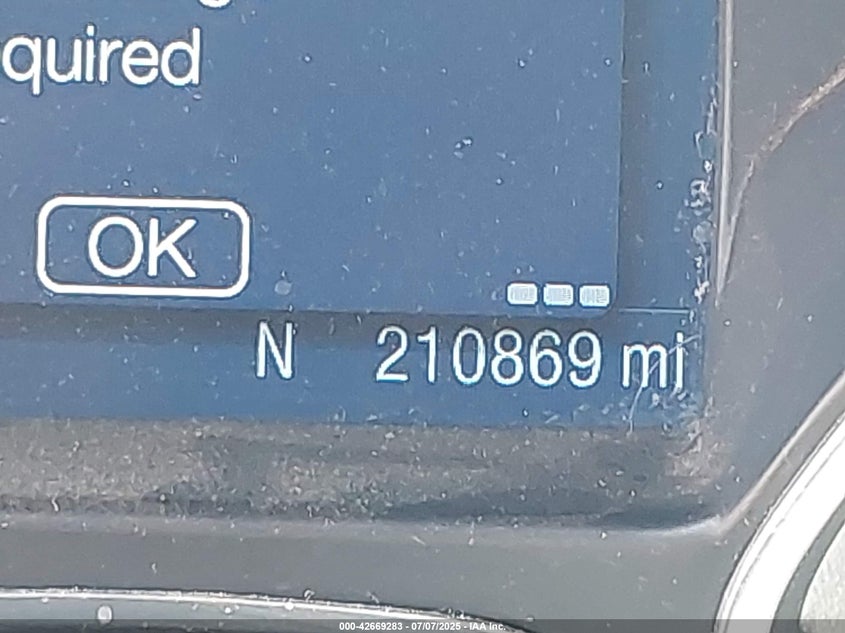 quired
OK
N 210869 mi
000-42669283 - 07/07/2025 - IAA Inc.